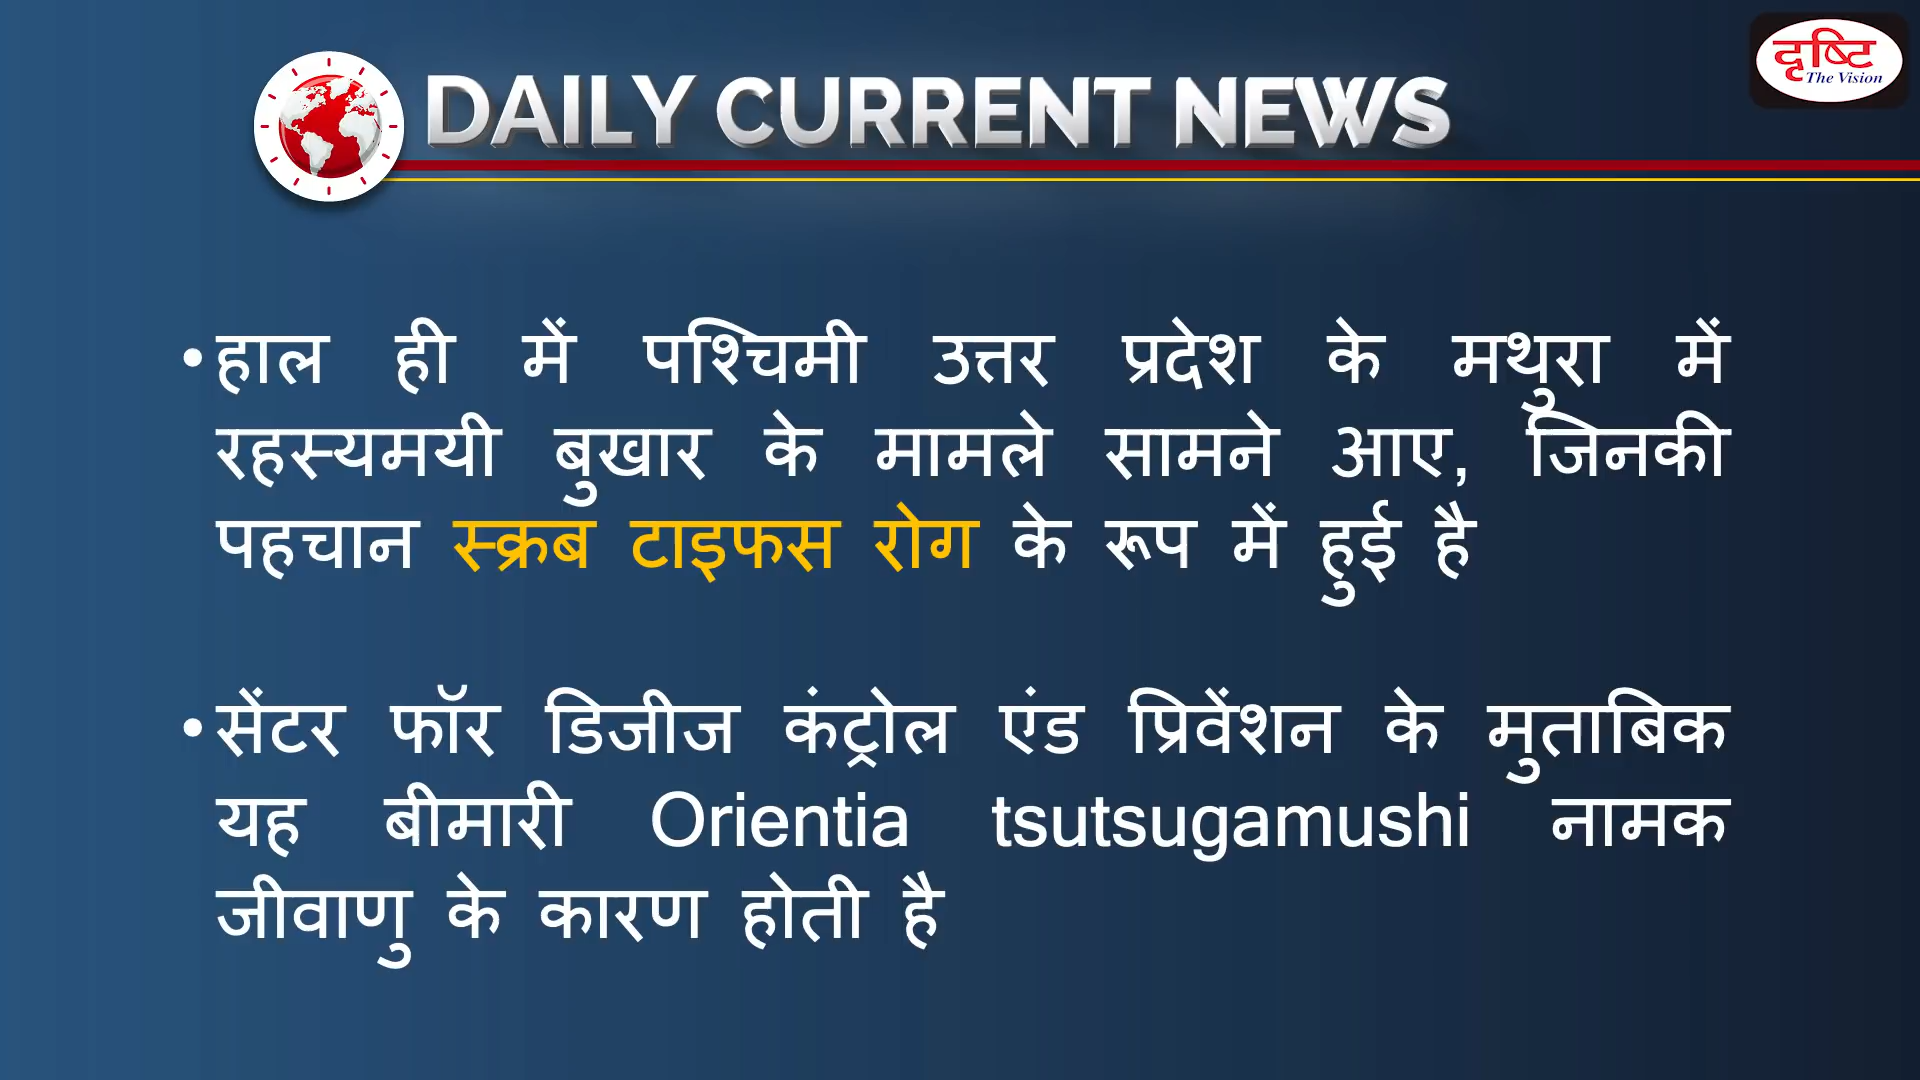 DAILY CURRENT NEWS
दृष्टि
The Vision
•हाल ही में पश्चिमी उत्तर प्रदेश के मथुरा में
रहस्यमयी बुखार के मामले सामने आए, जिनकी
पहचान स्क्रब टाइफस रोग के रूप में हुई है
•सेंटर फॉर डिजीज कंट्रोल एंड प्रिवेंशन के मुताबिक
यह बीमारी Orientia tsutsugamushi नामक
जीवाणु के कारण होती है